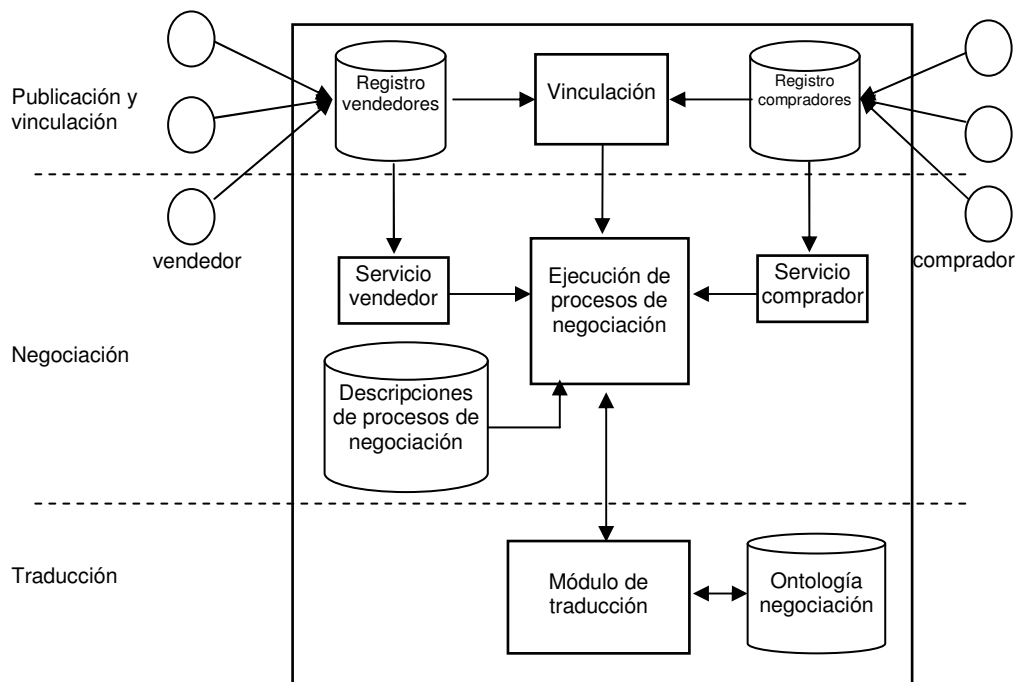 Publicación y
vinculación
Registro
vendedores
Vinculación
Registro
compradores
vendedor
comprador
Servicio
vendedor
Ejecución de
procesos de
negociación
Servicio
comprador
Negociación
Descripciones
de procesos de
negociación
Traducción
Módulo de
traducción
Ontología
negociación